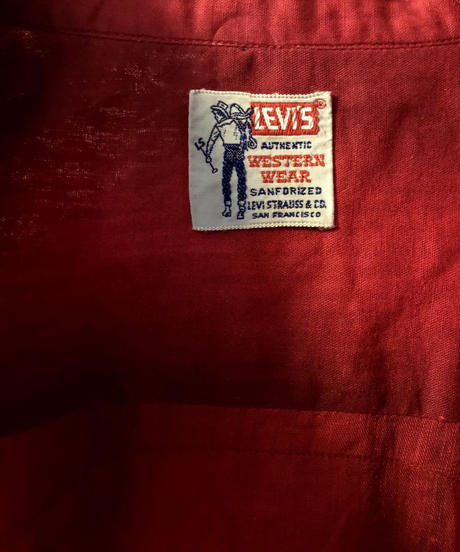 LEVI'S®
AUTHENTIC
WESTERN
WEAR
SANFORIZED
LEVI STRAUSS & CO.
SAN FRANCISCO